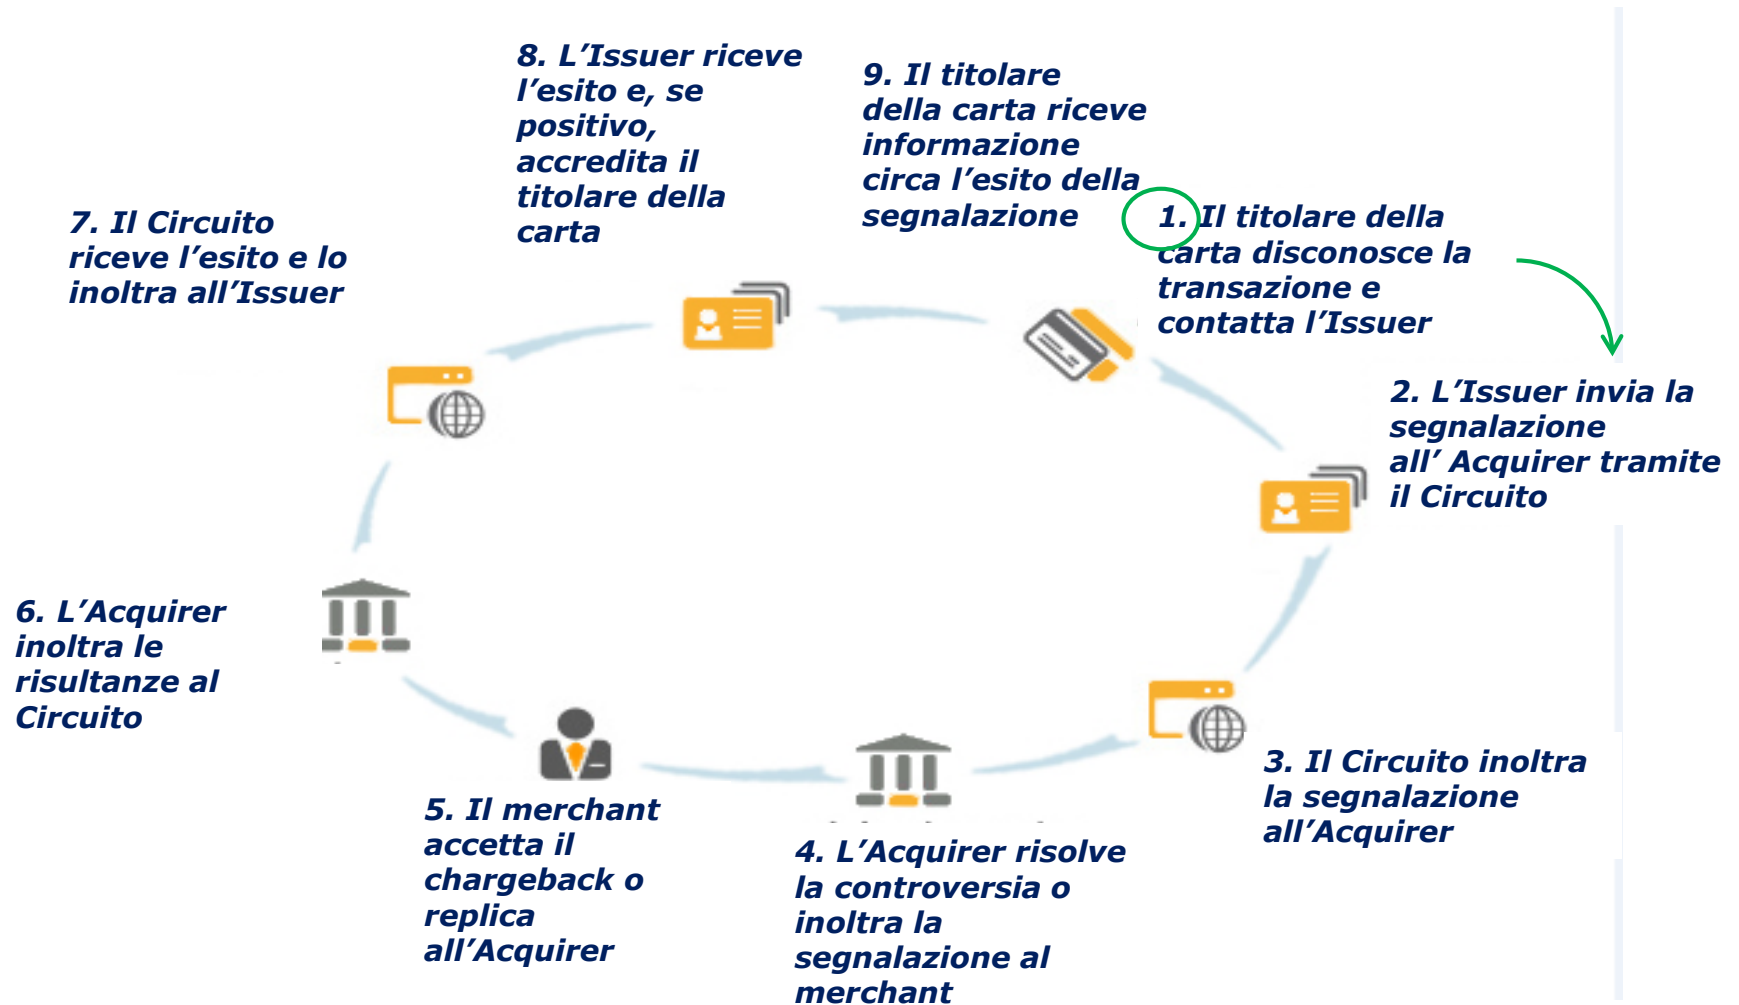 8. L’Issuer riceve
l’esito e, se
positivo,
accredita il
titolare della
carta
9. Il titolare
della carta riceve
informazione
circa l’esito della
segnalazione
7. Il Circuito
riceve l’esito e lo
inoltra all’Issuer
1. Il titolare della
carta disconosce la
transazione e
contatta l’Issuer
2. L’Issuer invia la
segnalazione
all’ Acquirer tramite
il Circuito
6. L’Acquirer
inoltra le
risultanze al
Circuito
3. Il Circuito inoltra
la segnalazione
all’Acquirer
5. Il merchant
accetta il
chargeback o
replica
all’Acquirer
4. L’Acquirer risolve
la controversia o
inoltra la
segnalazione al
merchant